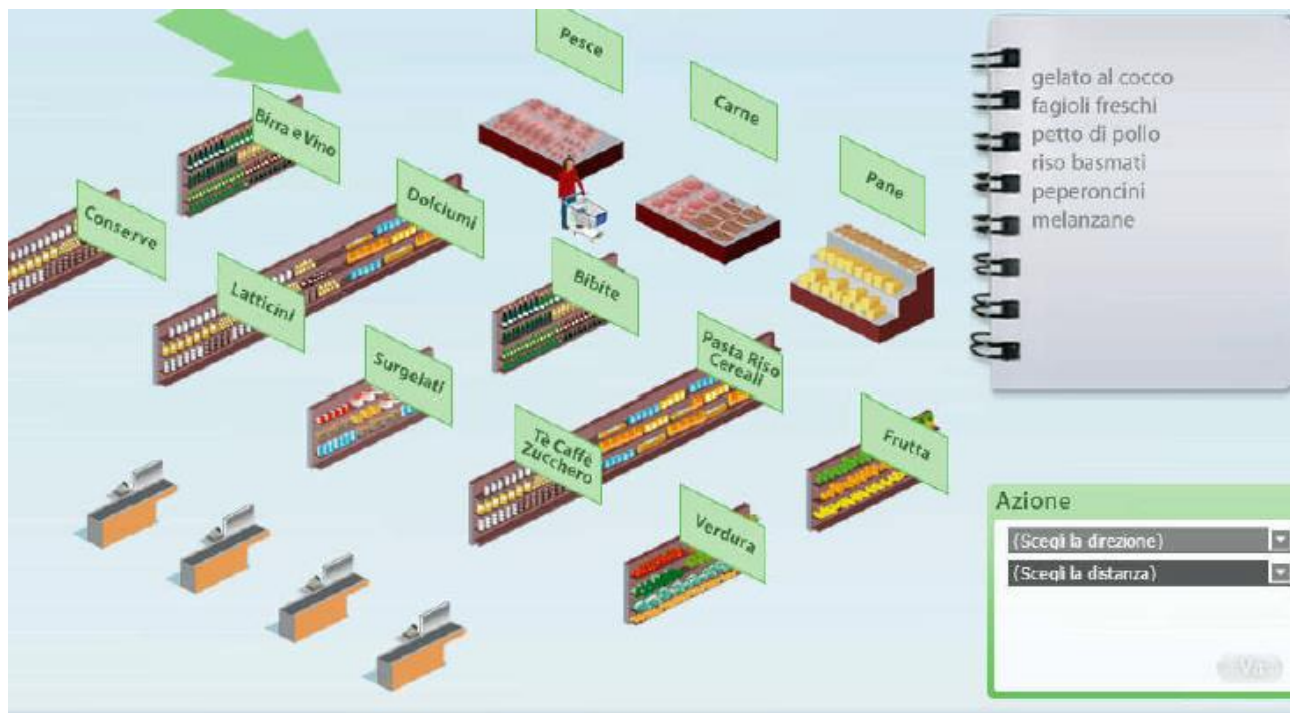 Pesce
Carne
Birra e Vino
Pane
Dolciumi
Conserve
Latticini
Bibite
Surgelati
Pasta Riso
Cereali
Tè Caffè
Zucchero
Frutta
Verdura
gelato al cocco
fagioli freschi
petto di pollo
riso basmati
peperoncini
melanzane
Azione
(Scegli la direzione)
(Scegli la distanza)